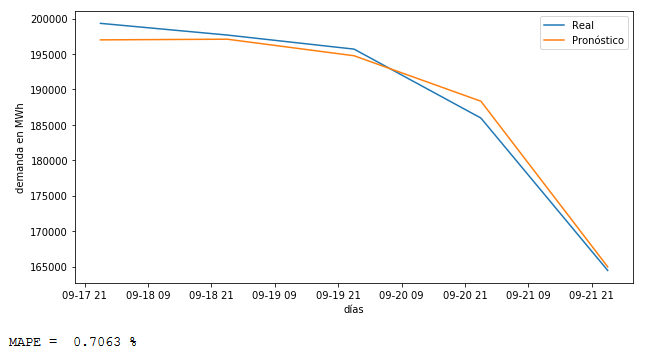 200000
195000
190000
185000
180000
175000
170000
165000
demanda en MWh
Real
Pronóstico
09-17 21 09-18 09 09-18 21 09-19 09 09-19 21 09-20 09 09-20 21 09-21 09 09-21 21
días
MAPE = 0.7063 %